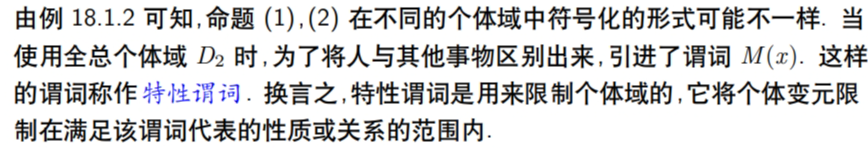 由例 18.1.2 可知,命题 (1),(2) 在不同的个体域中符号化的形式可能不一样. 当
使用全总个体域 D₂ 时,为了将人与其他事物区别出来,引进了谓词 M(x). 这样
的谓词称作特性谓词. 换言之,特性谓词是用来限制个体域的,它将个体变元限
制在满足该谓词代表的性质或关系的范围内.